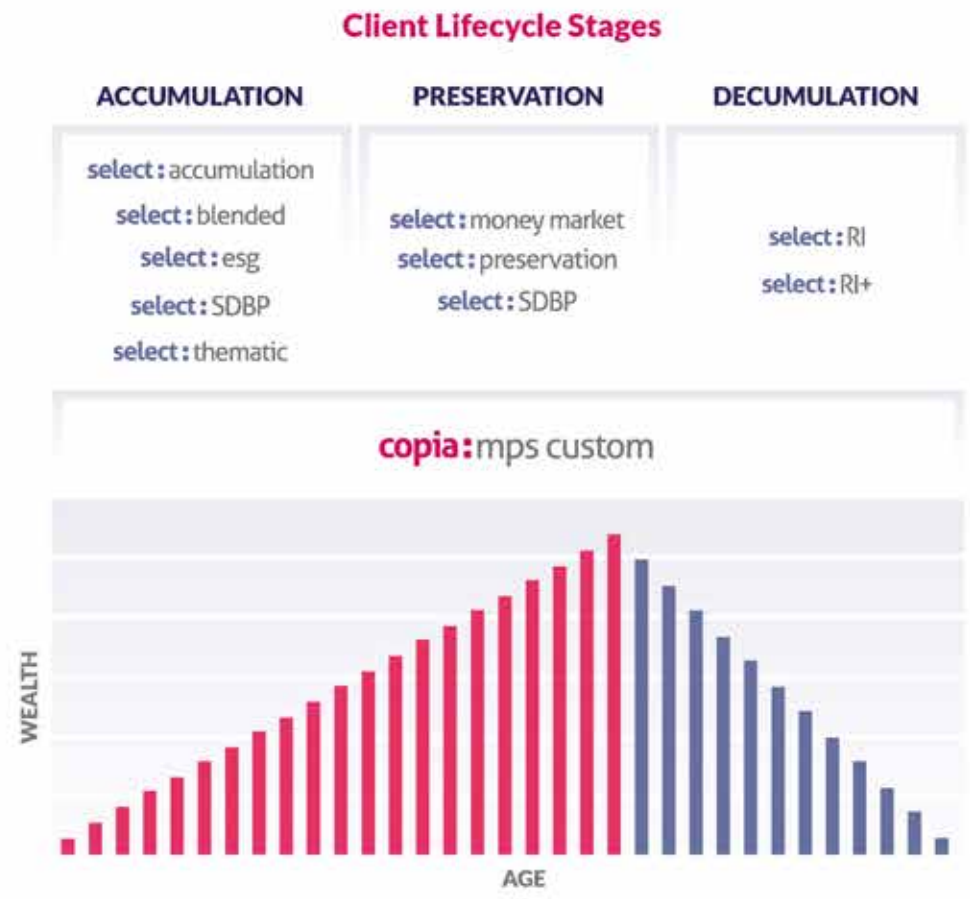 Client Lifecycle Stages
ACCUMULATION
select:accumulation
select:blended
select:esg
select:SDBP
select:thematic
PRESERVATION
select:money market
select:preservation
select:SDBP
DECUMULATION
select:RI
select:RI+
copia:mps custom
WEALTH
AGE